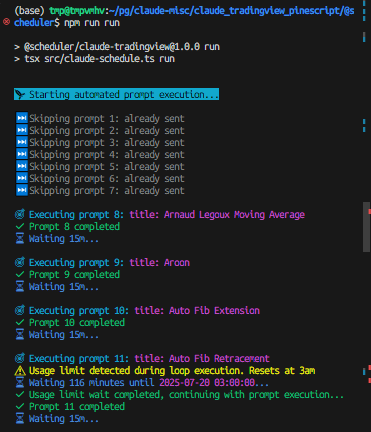 (base) tmp@tmpvmhv:~/pg/claude-misc/claude_tradingview_pinescript/@s
cheduler$ npm run run
> @scheduler/claude-tradingview@1.0.0 run
> tsx src/claude-schedule.ts run
🚀 Starting automated prompt execution...
⏭️ Skipping prompt 1: already sent
⏭️ Skipping prompt 2: already sent
⏭️ Skipping prompt 3: already sent
⏭️ Skipping prompt 4: already sent
⏭️ Skipping prompt 5: already sent
⏭️ Skipping prompt 6: already sent
⏭️ Skipping prompt 7: already sent
🎯 Executing prompt 8: title: Arnaud Legoux Moving Average
✓ Prompt 8 completed
⏳ Waiting 15m...
🎯 Executing prompt 9: title: Aroon
✓ Prompt 9 completed
⏳ Waiting 15m...
🎯 Executing prompt 10: title: Auto Fib Extension
✓ Prompt 10 completed
⏳ Waiting 15m...
🎯 Executing prompt 11: title: Auto Fib Retracement
⚠️ Usage limit detected during loop execution. Resets at 3am
⏳ Waiting 116 minutes until 2025-07-20 03:00:00...
✓ Usage limit wait completed, continuing with prompt execution...
✓ Prompt 11 completed
⏳ Waiting 15m...